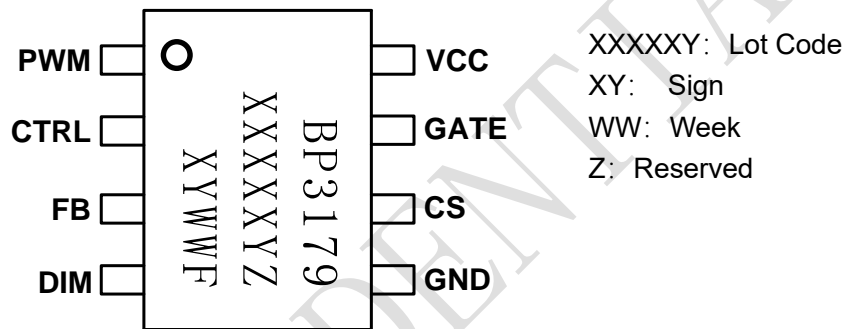 PWM
CTRL
FB
DIM
BP3179
XXXXXYZ
XYWWF
VCC
GATE
CS
GND
XXXXXY: Lot Code
XY: Sign
WW: Week
Z: Reserved
DENTIA